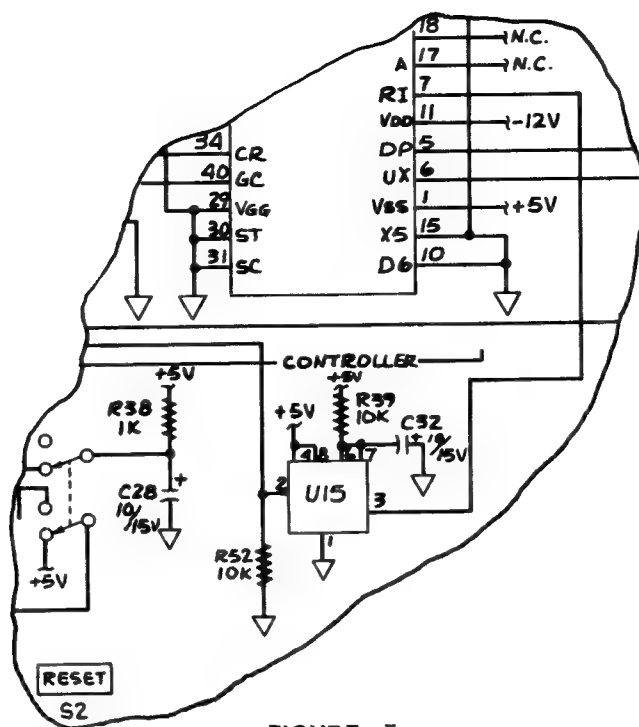 18 N.C.
A 17 N.C.
RI 7
VDD 11 -12V
34 CR DP 5
40 GC UX 6
29 VGG VSS 1 +5V
30 ST X5 15
31 SC D6 10
CONTROLLER
+5V +5V
R38 1K
R39 10K
+5V
C32 + 10/15V
4 8 6 7
2 U15 3
1
C28 + 10/15V
R52 10K
+5V
RESET
S2